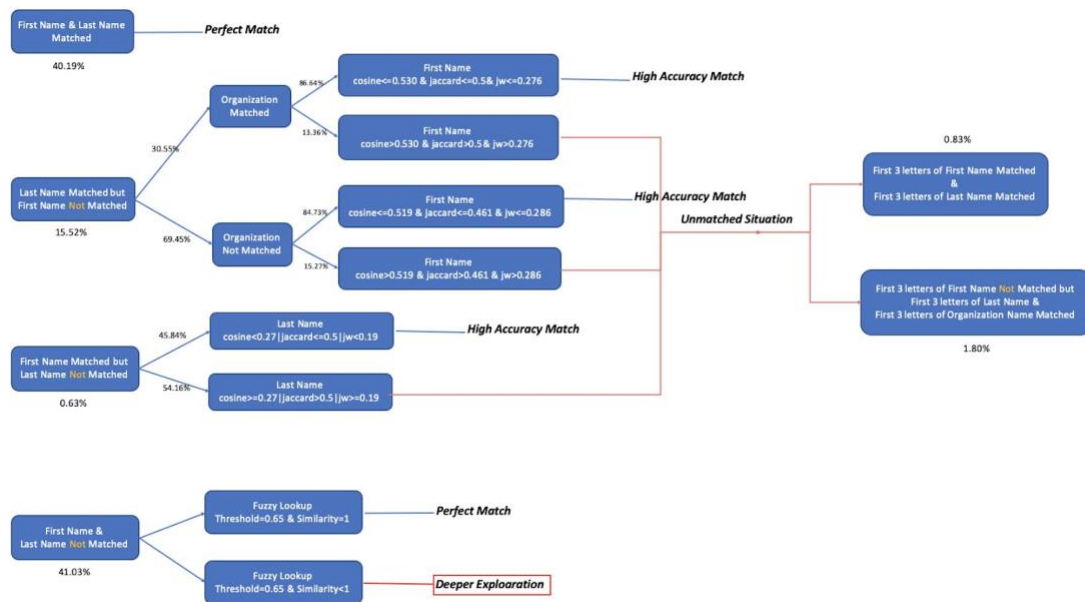 First Name & Last Name
Matched
Perfect Match
40.19%
First Name
cosine<=0.530 & jaccard<=0.5& jw<=0.276
High Accuracy Match
86.64%
Organization
Matched
13.36%
First Name
cosine>0.530 & jaccard>0.5& jw>0.276
30.55%
0.83%
First 3 letters of First Name Matched
&
First 3 letters of Last Name Matched
Last Name Matched but
First Name Not Matched
15.52%
First Name
cosine<=0.519 & jaccard<=0.461 & jw<=0.286
High Accuracy Match
84.73%
Unmatched Situation
69.45%
Organization
Not Matched
15.27%
First Name
cosine>0.519 & jaccard>0.461 & jw>0.286
First 3 letters of First Name Not Matched but
First 3 letters of Last Name &
First 3 letters of Organization Name Matched
1.80%
Last Name
cosine<0.27|jaccard<=0.5|jw<0.19
High Accuracy Match
45.84%
First Name Matched but
Last Name Not Matched
0.63%
54.16%
Last Name
cosine>=0.27|jaccard>0.5|jw>=0.19
Fuzzy Lookup
Threshold=0.65 & Similarity=1
Perfect Match
First Name &
Last Name Not Matched
41.03%
Fuzzy Lookup
Threshold=0.65 & Similarity<1
Deeper Exploaration